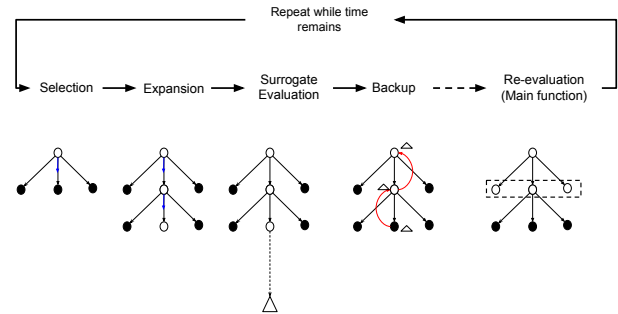 Repeat while time
remains
Selection
Expansion
Surrogate
Evaluation
Backup
Re-evaluation
(Main function)